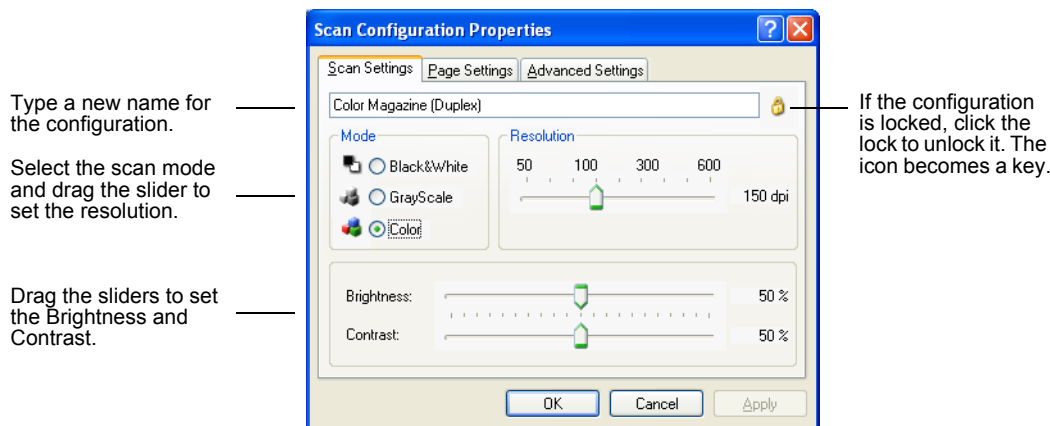 Scan Configuration Properties
Scan Settings Page Settings Advanced Settings
Type a new name for
the configuration.
Color Magazine (Duplex)
If the configuration
is locked, click the
lock to unlock it. The
icon becomes a key.
Select the scan mode
and drag the slider to
set the resolution.
Mode
Black&White
GrayScale
Color
Resolution
50 100 300 600
150 dpi
Drag the sliders to set
the Brightness and
Contrast.
Brightness: 50 %
Contrast: 50 %
OK Cancel Apply